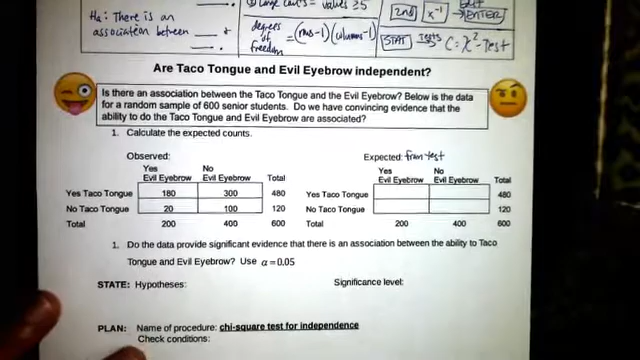 ② Large counts = values ≥5
Ha: There is an
association between ___ +
___.
degrees
of
freedom
=(rows-1)(columns-1)
2nd x⁻¹ → EDIT
ENTER
STAT Tests → C: χ²-Test
Are Taco Tongue and Evil Eyebrow independent?
Is there an association between the Taco Tongue and the Evil Eyebrow? Below is the data
for a random sample of 600 senior students. Do we have convincing evidence that the
ability to do the Taco Tongue and Evil Eyebrow are associated?
1. Calculate the expected counts.
Observed:
Yes No
Evil Eyebrow Evil Eyebrow Total
Yes Taco Tongue 180 300 480
No Taco Tongue 20 100 120
Total 200 400 600
Expected: from test
Yes No
Evil Eyebrow Evil Eyebrow Total
Yes Taco Tongue 480
No Taco Tongue 120
Total 200 400 600
1. Do the data provide significant evidence that there is an association between the ability to Taco
Tongue and Evil Eyebrow? Use α=0.05
STATE: Hypotheses: Significance level:
PLAN: Name of procedure: chi-square test for independence
Check conditions: